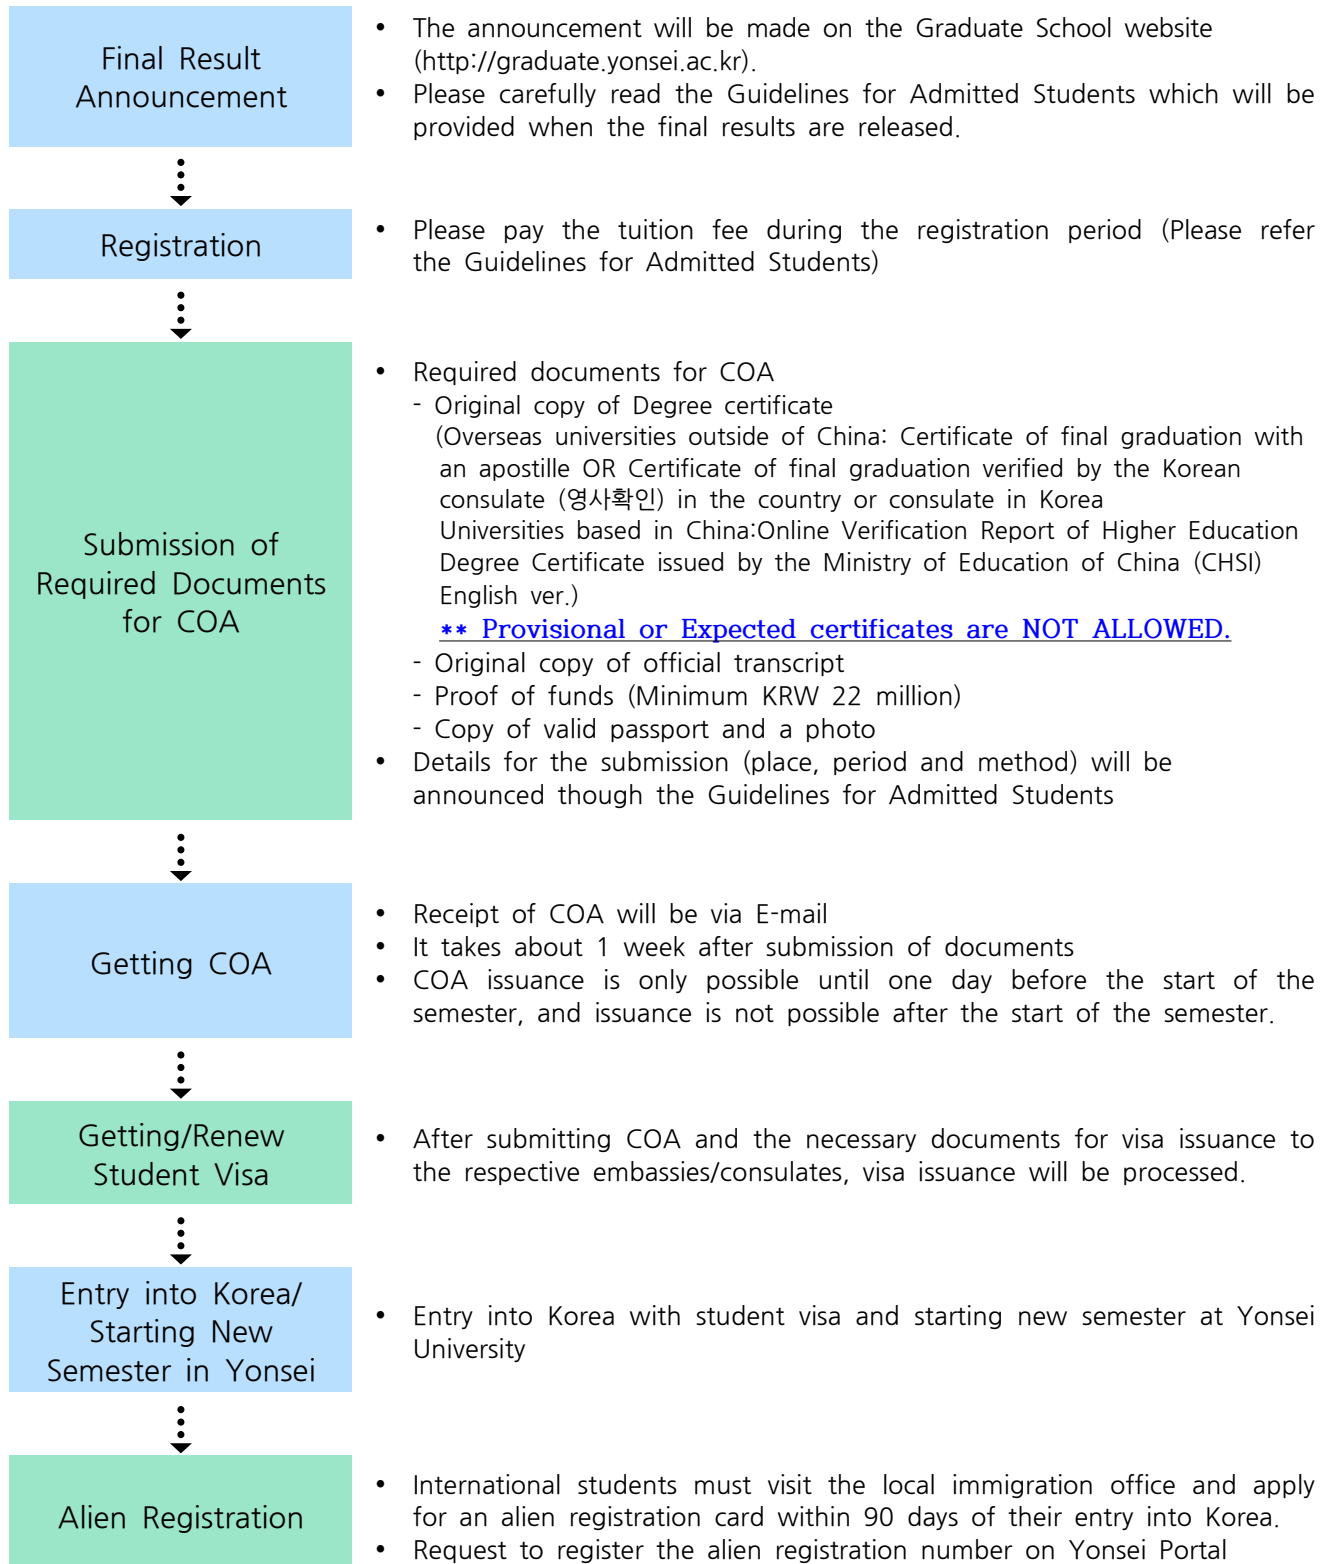 Final Result
Announcement
• The announcement will be made on the Graduate School website
(http://graduate.yonsei.ac.kr).
• Please carefully read the Guidelines for Admitted Students which will be
provided when the final results are released.
Registration
• Please pay the tuition fee during the registration period (Please refer
the Guidelines for Admitted Students)
Submission of
Required Documents
for COA
• Required documents for COA
- Original copy of Degree certificate
(Overseas universities outside of China: Certificate of final graduation with
an apostille OR Certificate of final graduation verified by the Korean
consulate (영사확인) in the country or consulate in Korea
Universities based in China:Online Verification Report of Higher Education
Degree Certificate issued by the Ministry of Education of China (CHSI)
English ver.)
** Provisional or Expected certificates are NOT ALLOWED.
- Original copy of official transcript
- Proof of funds (Minimum KRW 22 million)
- Copy of valid passport and a photo
• Details for the submission (place, period and method) will be
announced though the Guidelines for Admitted Students
Getting COA
• Receipt of COA will be via E-mail
• It takes about 1 week after submission of documents
• COA issuance is only possible until one day before the start of the
semester, and issuance is not possible after the start of the semester.
Getting/Renew
Student Visa
• After submitting COA and the necessary documents for visa issuance to
the respective embassies/consulates, visa issuance will be processed.
Entry into Korea/
Starting New
Semester in Yonsei
• Entry into Korea with student visa and starting new semester at Yonsei
University
Alien Registration
• International students must visit the local immigration office and apply
for an alien registration card within 90 days of their entry into Korea.
• Request to register the alien registration number on Yonsei Portal